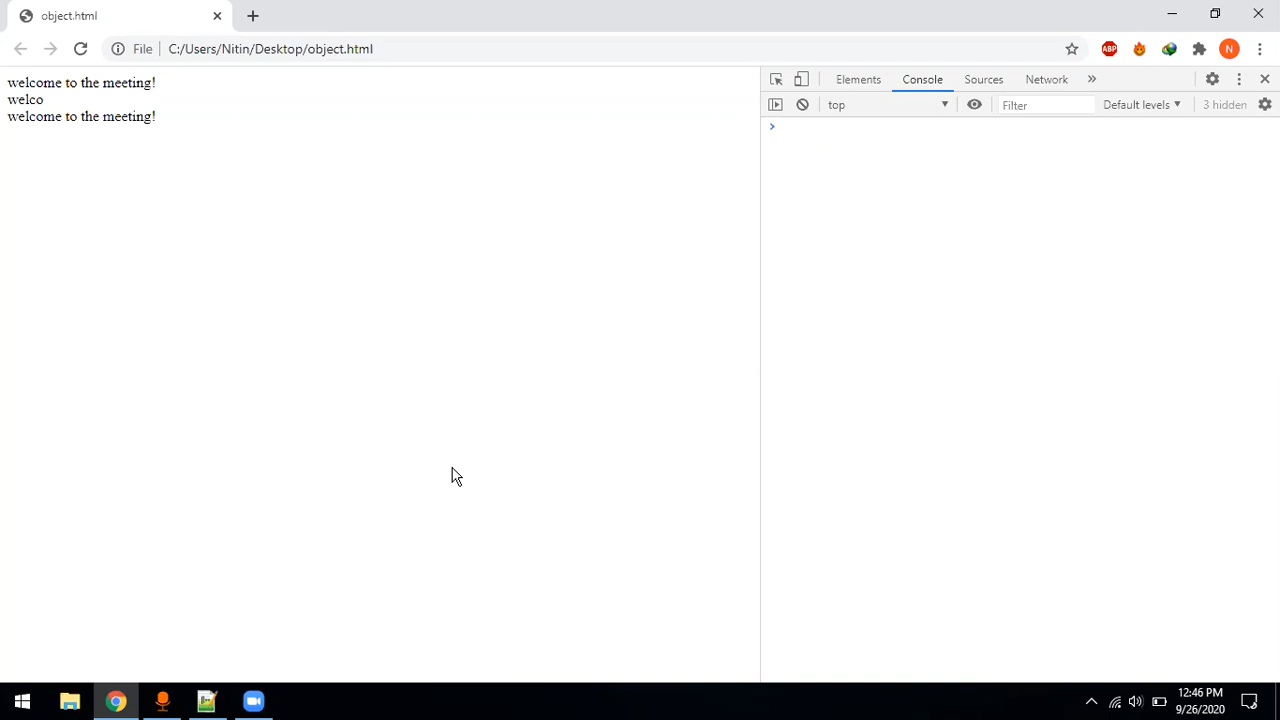 object.html
File
C:/Users/Nitin/Desktop/object.html
ABP
N
welcome to the meeting!
welco
welcome to the meeting!
Elements
Console
Sources
Network
top
Filter
Default levels
3 hidden
12:46 PM
9/26/2020